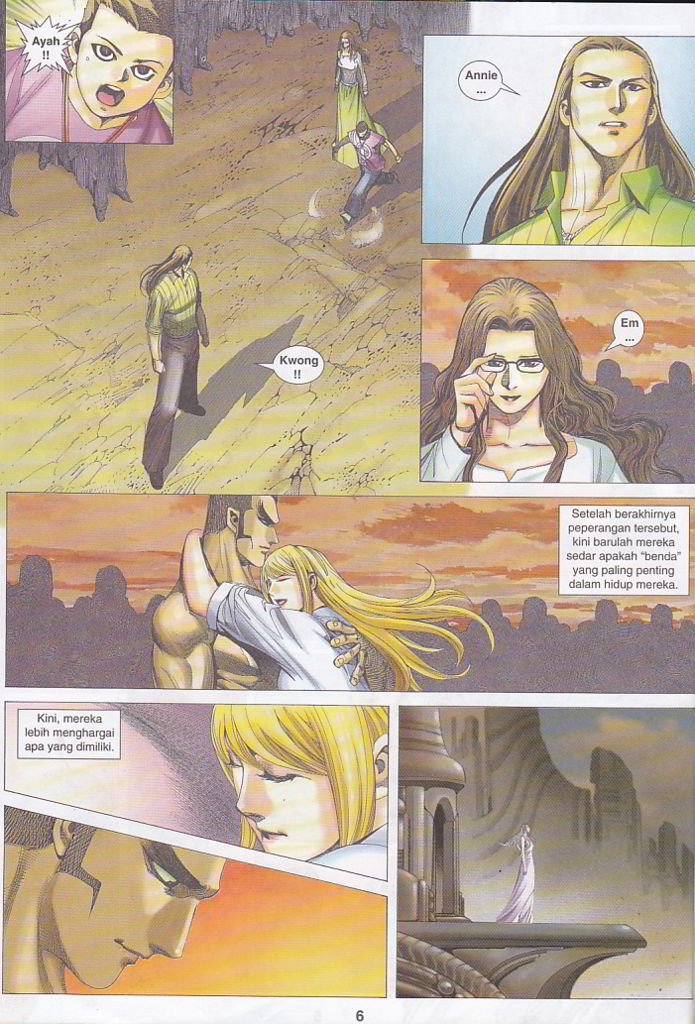 Ayah
!!
Annie
...
Kwong
!!
Em
...
Setelah berakhirnya
peperangan tersebut,
kini barulah mereka
sedar apakah “benda”
yang paling penting
dalam hidup mereka.
Kini, mereka
lebih menghargai
apa yang dimiliki.
6